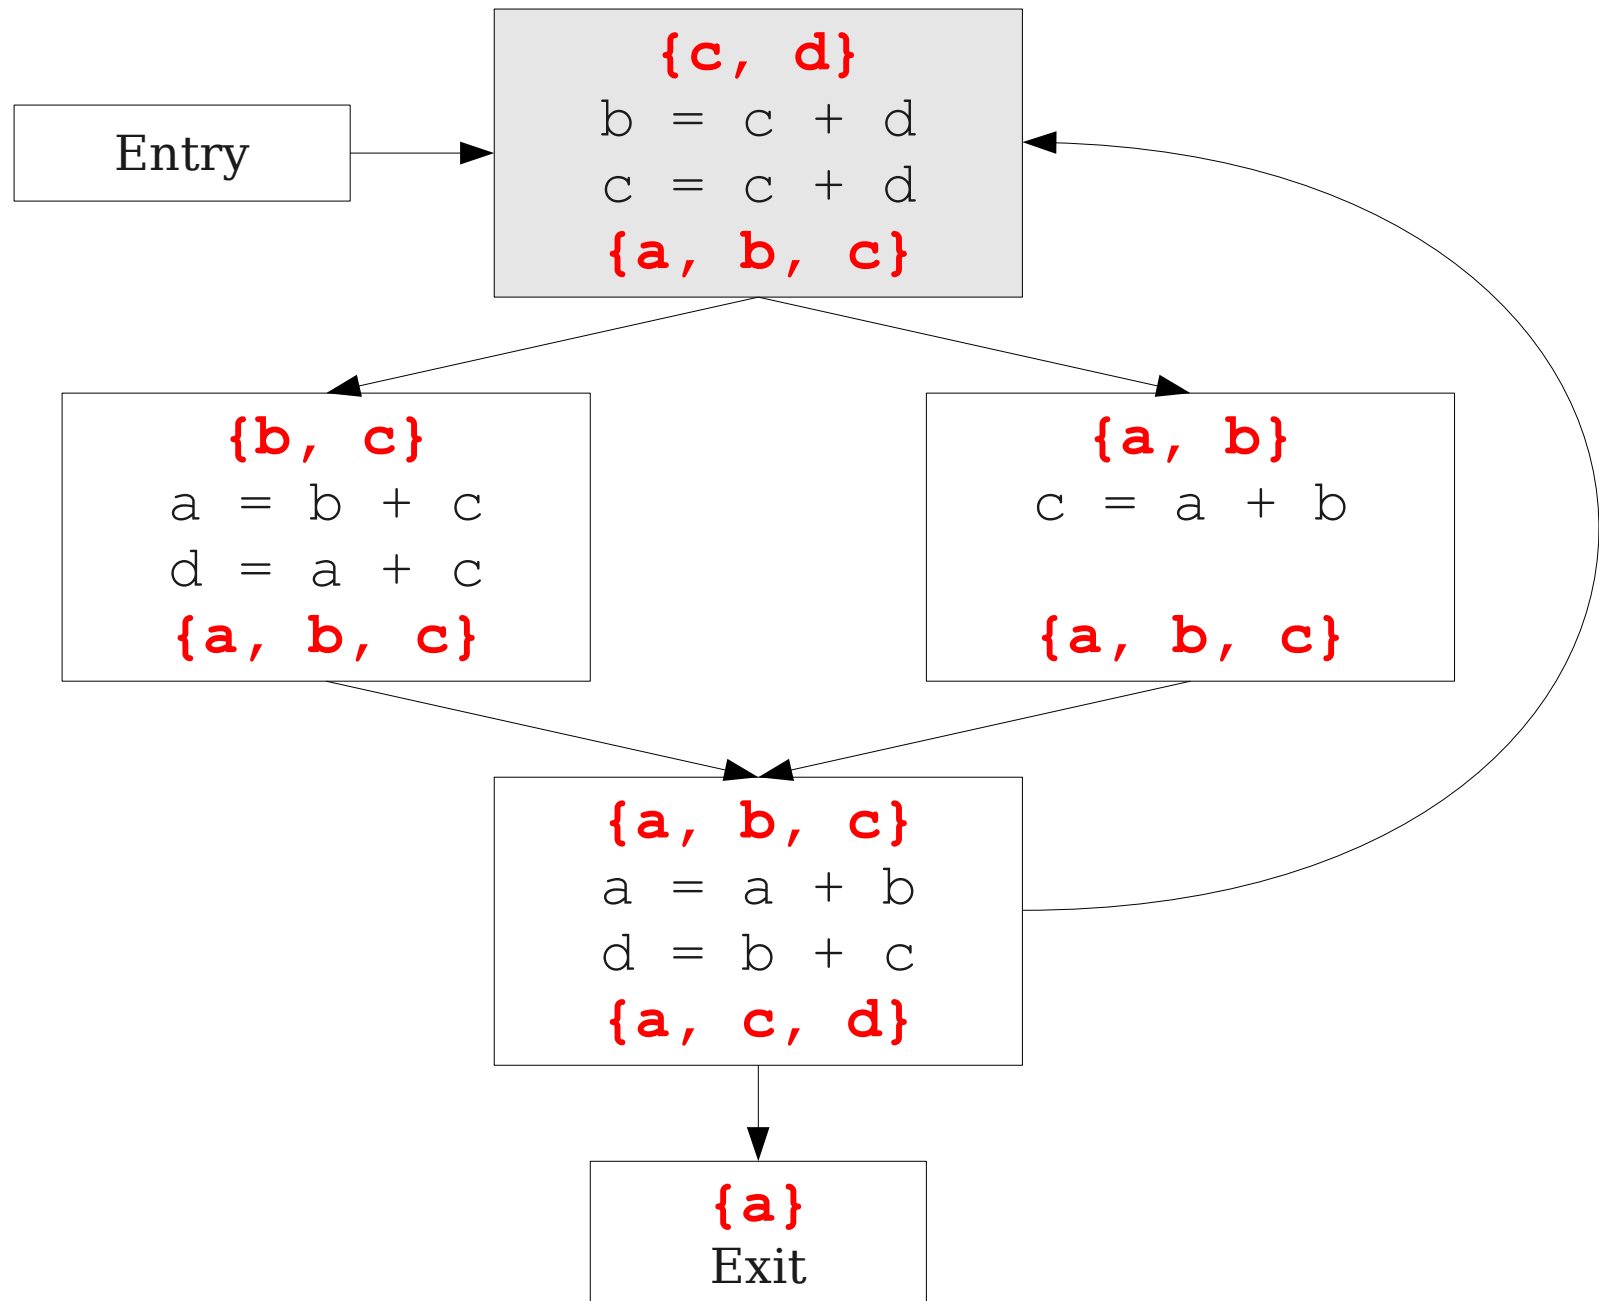 {c, d}
b = c + d
c = c + d
{a, b, c}
Entry
{b, c}
a = b + c
d = a + c
{a, b, c}
{a, b}
c = a + b
{a, b, c}
{a, b, c}
a = a + b
d = b + c
{a, c, d}
{a}
Exit